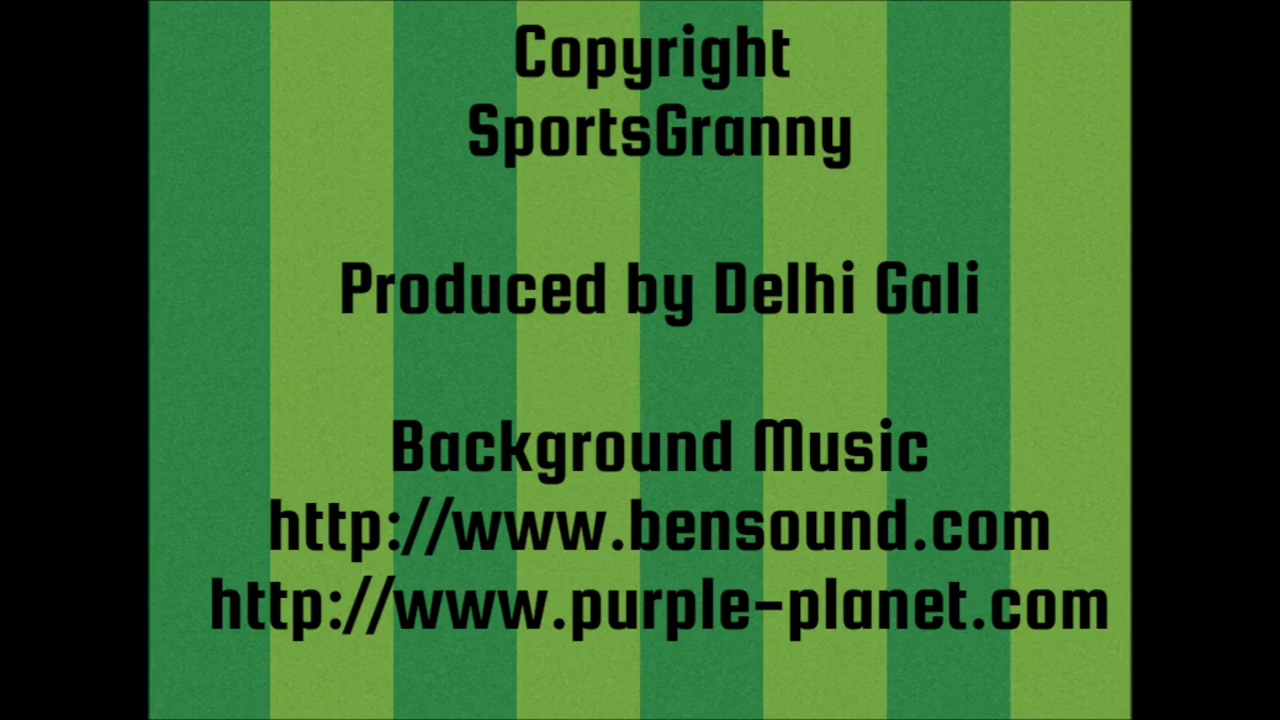 Copyright
SportsGranny
Produced by Delhi Gali
Background Music
http://www.bensound.com
http://www.purple-planet.com